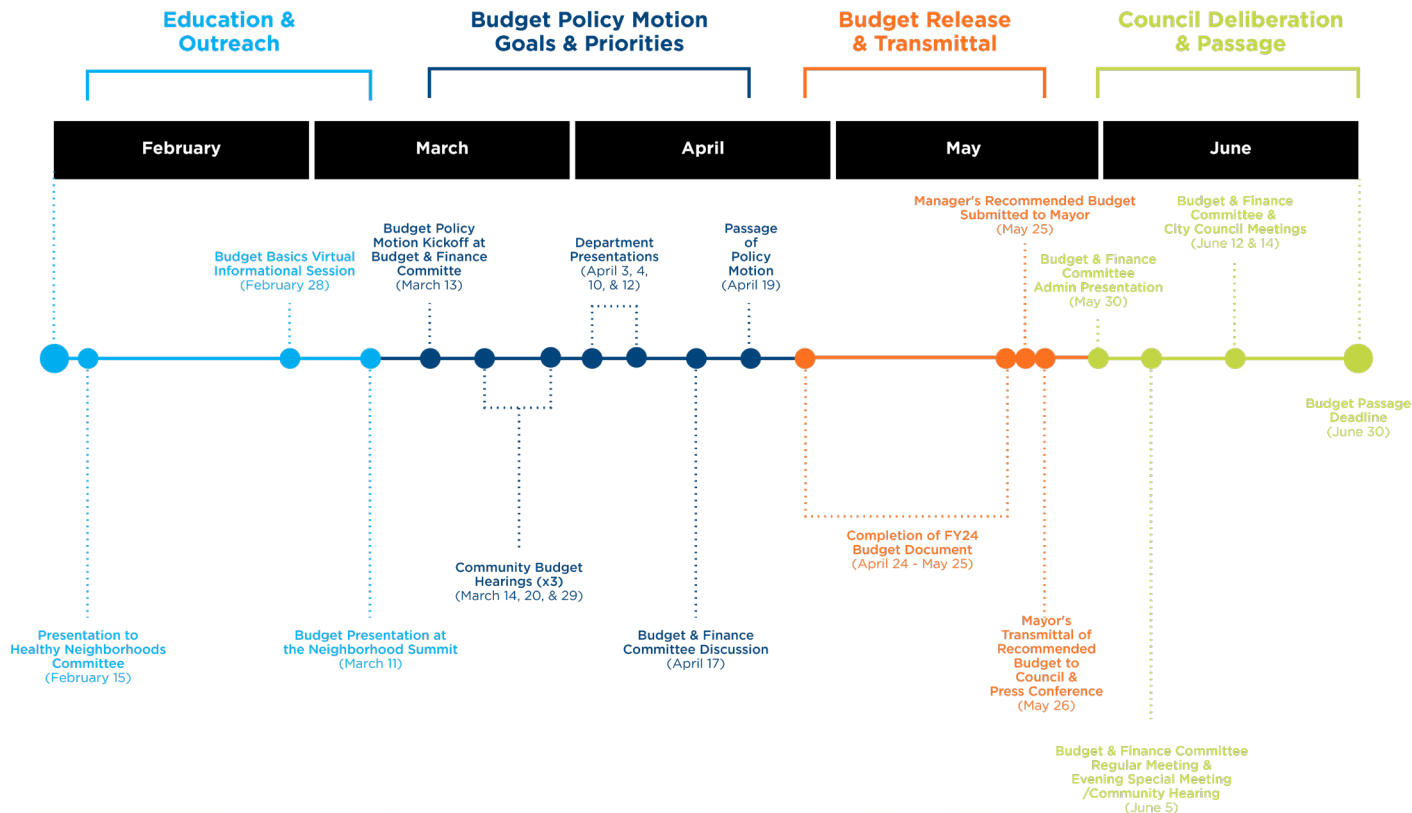 Education &
Outreach
Budget Policy Motion
Goals & Priorities
Budget Release
& Transmittal
Council Deliberation
& Passage
February
March
April
May
June
Budget Basics Virtual
Informational Session
(February 28)
Budget Policy
Motion Kickoff at
Budget & Finance
Committe
(March 13)
Department
Presentations
(April 3, 4,
10, & 12)
Passage
of
Policy
Motion
(April 19)
Manager's Recommended Budget
Submitted to Mayor
(May 25)
Budget & Finance
Committee
Admin Presentation
(May 30)
Budget & Finance
Committee &
City Council Meetings
(June 12 & 14)
Budget Passage
Deadline
(June 30)
Completion of FY24
Budget Document
(April 24 - May 25)
Community Budget
Hearings (x3)
(March 14, 20, & 29)
Presentation to
Healthy Neighborhoods
Committee
(February 15)
Budget Presentation at
the Neighborhood Summit
(March 11)
Budget & Finance
Committee Discussion
(April 17)
Mayor's
Transmittal of
Recommended
Budget to
Council &
Press Conference
(May 26)
Budget & Finance Committee
Regular Meeting &
Evening Special Meeting
/Community Hearing
(June 5)